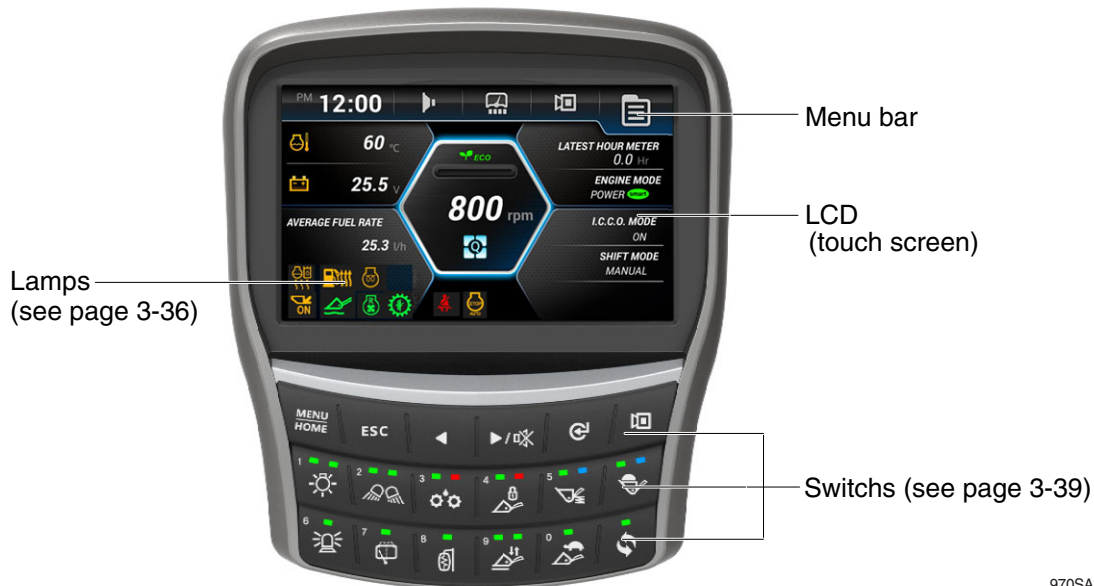 PM 12:00
60 °C
25.5 V
AVERAGE FUEL RATE
25.3 l/h
ECO
800 rpm
LATEST HOUR METER
0.0 Hr
ENGINE MODE
POWER smart
I.C.C.O. MODE
ON
SHIFT MODE
MANUAL
ON
STOP
AUTO
Menu bar
LCD
(touch screen)
Lamps
(see page 3-36)
MENU
HOME
ESC
1
2
3
4
5
6
7
8
9
0
Switchs (see page 3-39)
970SA